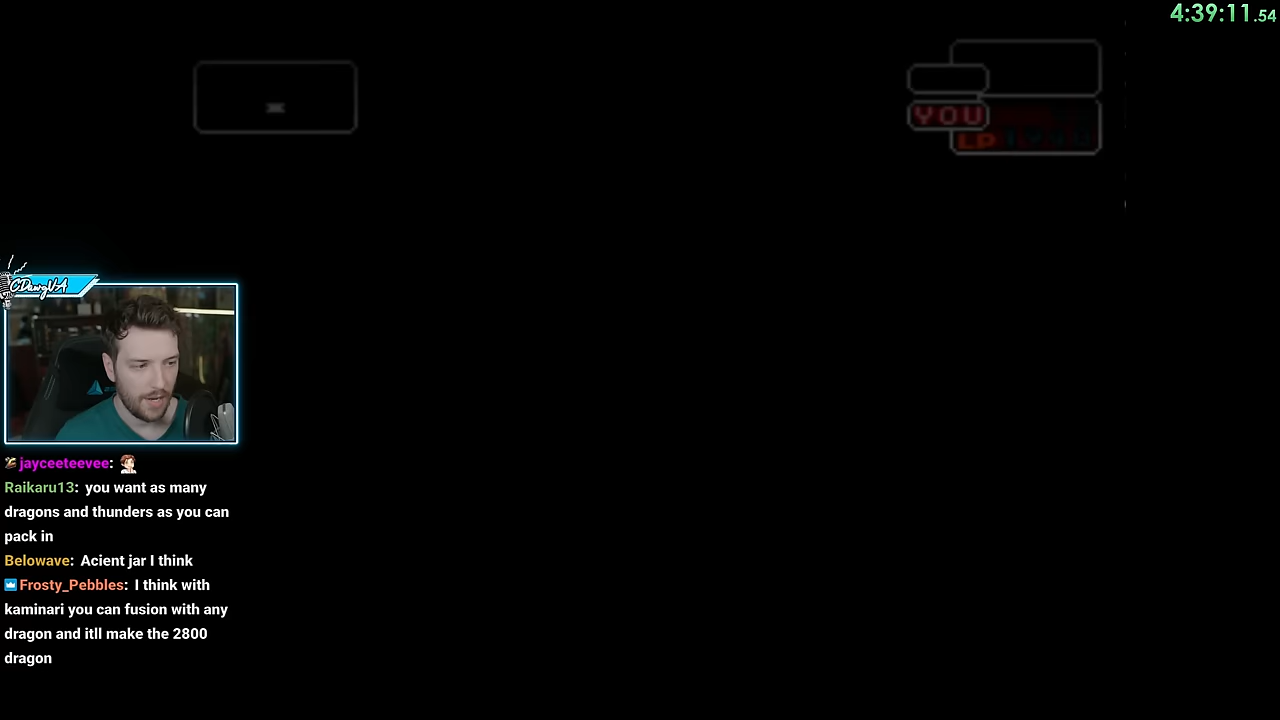 4:39:11.54
YOU
LP
CDawgVA
jayceeteevee:
Raikaru13: you want as many
dragons and thunders as you can
pack in
Belowave: Acient jar I think
Frosty_Pebbles: I think with
kaminari you can fusion with any
dragon and itll make the 2800
dragon